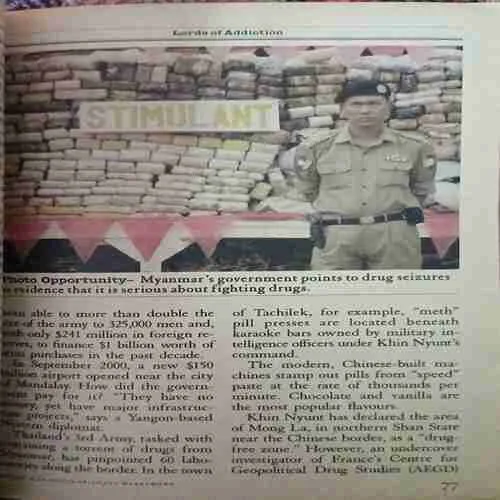 Lords of Addiction
STIMULANT
Photo Opportunity– Myanmar's government points to drug seizures
evidence that it is serious about fighting drugs.
been able to more than double the
size of the army to 325,000 men and,
with only $241 million in foreign re-
serves, to finance $1 billion worth of
arms purchases in the past decade.
In September 2000, a new $150
million airport opened near the city
of Mandalay. How did the govern-
ment pay for it? "They have no
yet have major infrastruc-
projects," says a Yangon-based
western diplomat.
Thailand's 3rd Army, tasked with
a torrent of drugs from
Myanmar, has pinpointed 60 labo-
along the border. In the town
of Tachilek, for example, "meth"
pill presses are located beneath
karaoke bars owned by military in-
telligence officers under Khin Nyunt's
command.
The modern, Chinese-built ma-
chines stamp out pills from "speed"
paste at the rate of thousands per
minute. Chocolate and vanilla are
the most popular flavours.
Khin Nyunt has declared the area
of Mong La, in northern Shan State
near the Chinese border, as a "drug-
free zone." However, an undercover
investigator of France's Centre for
Geopolitical Drug Studies (AEGD)
77